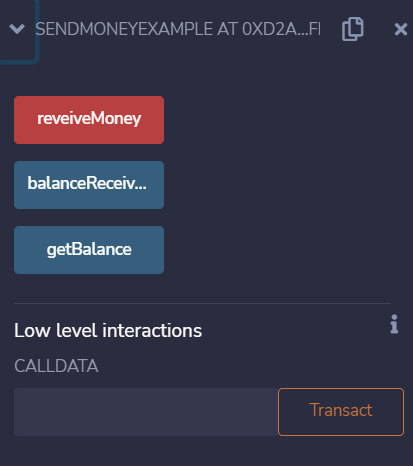 SENDMONEYEXAMPLE AT 0XD2A...F
reveiveMoney
balanceReceiv...
getBalance
Low level interactions
CALLDATA
Transact